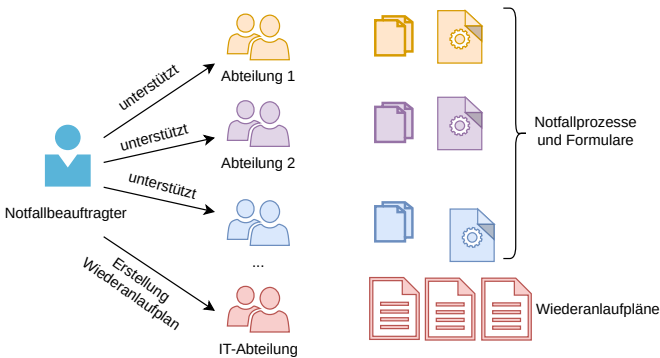 unterstützt
Abteilung 1
unterstützt
Abteilung 2
Notfallprozesse
und Formulare
unterstützt
Notfallbeauftragter
...
Erstellung
Wiederanlaufplan
IT-Abteilung
Wiederanlaufpläne